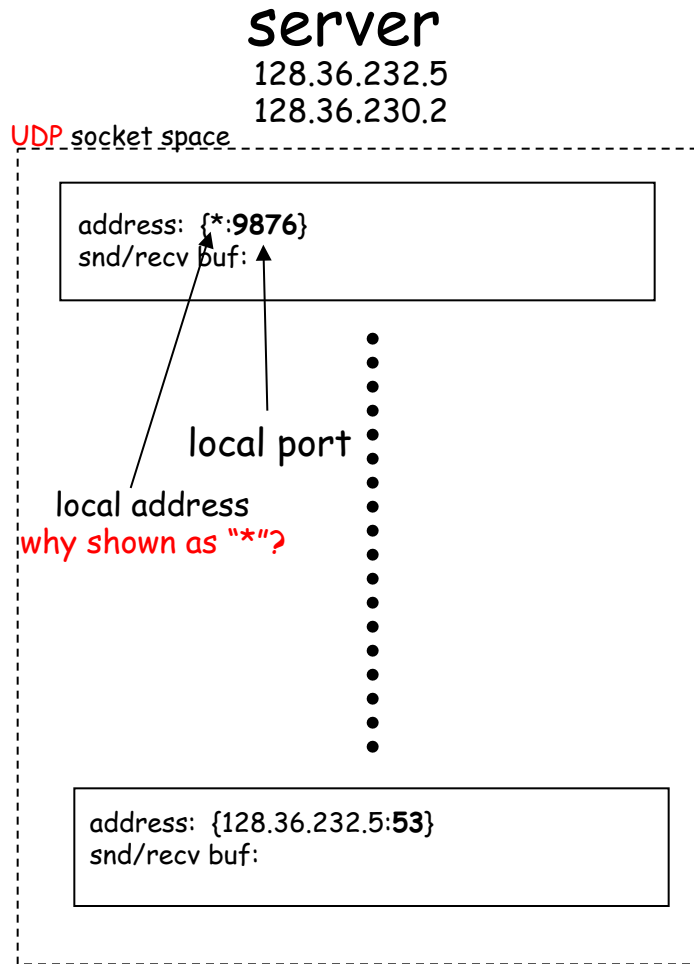 server
128.36.232.5
128.36.230.2
UDP socket space
address: {*:9876}
snd/recv buf:
local port
local address
why shown as “*”?
address: {128.36.232.5:53}
snd/recv buf: